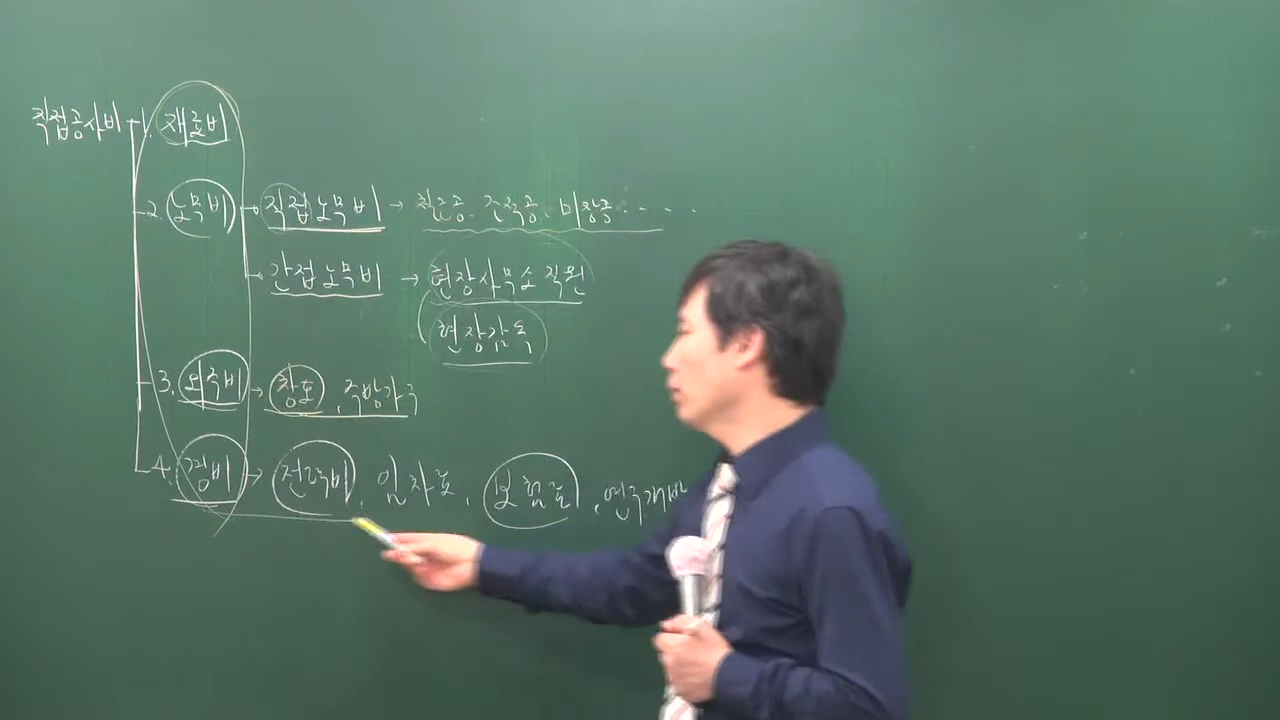 직접공사비 1. 재료비
2. 노무비 → 직접노무비 → 철근공, 조적공, 미장공 .....
→ 간접노무비 → 현장사무소 직원
현장감독
3. 외주비 → 창호, 주방가구
4. 경비 → 전력비, 임차료, 보험료, 연구개발